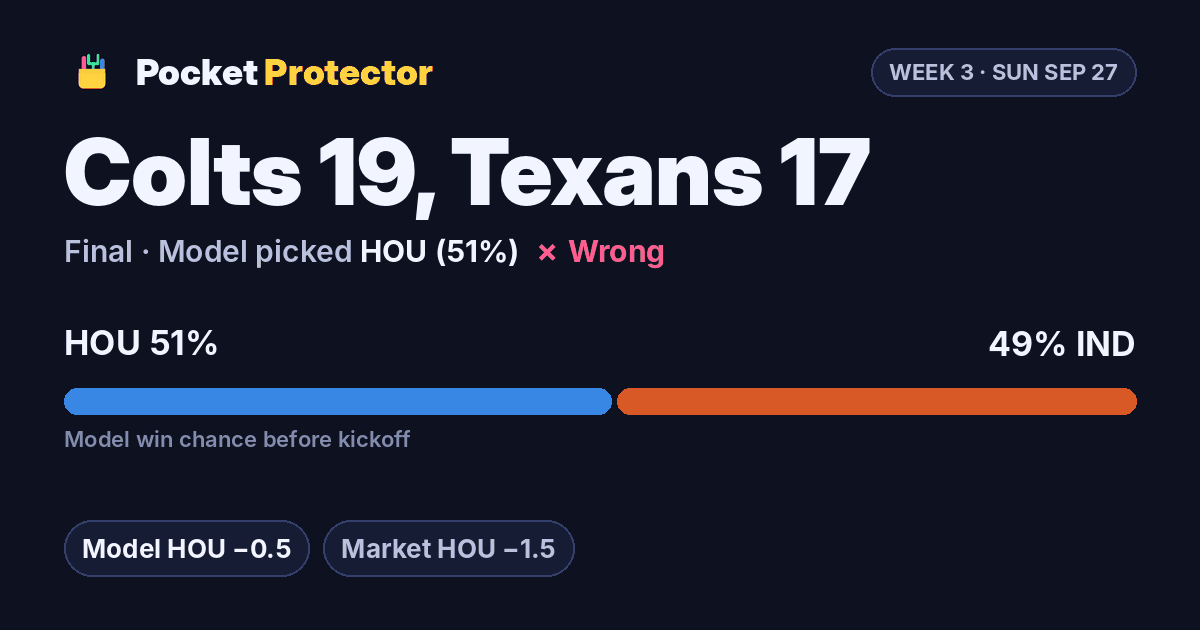 Pocket Protector
WEEK 3 · SUN SEP 27
Colts 19, Texans 17
Final · Model picked HOU (51%) × Wrong
HOU 51%
49% IND
Model win chance before kickoff
Model HOU −0.5
Market HOU −1.5